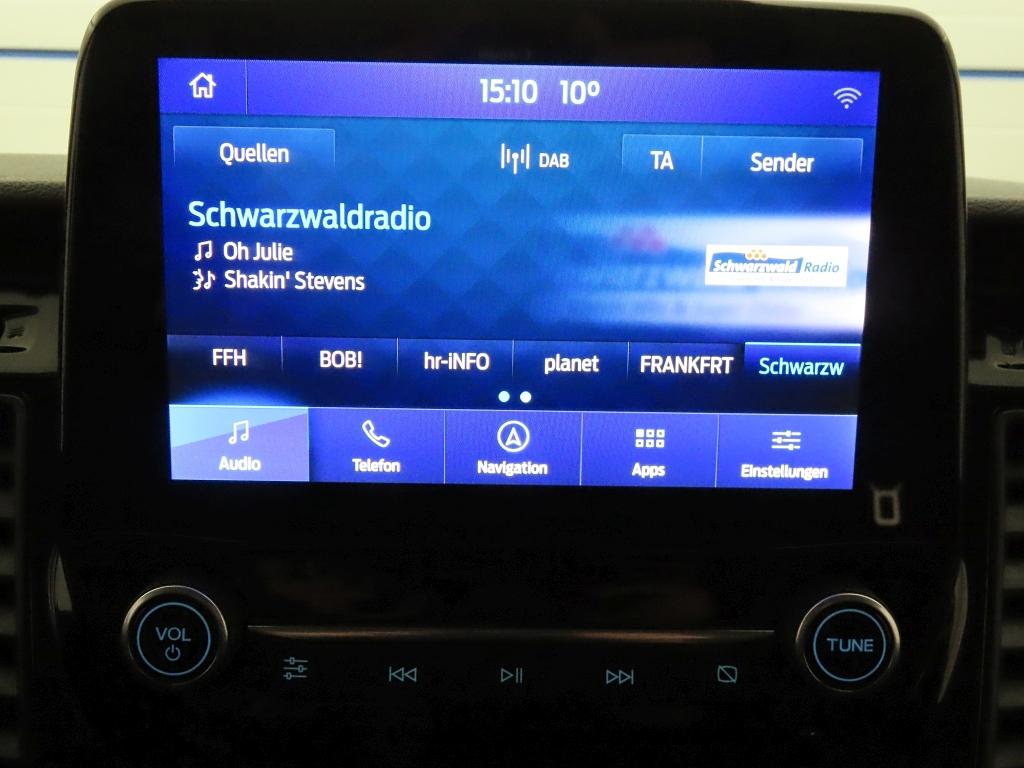 15:10 10°
Quellen DAB TA Sender
Schwarzwaldradio
Oh Julie
Shakin' Stevens
Schwarzwald Radio
FFH BOB! hr-iNFO planet FRANKFRT Schwarzw
Audio Telefon Navigation Apps Einstellungen
VOL TUNE